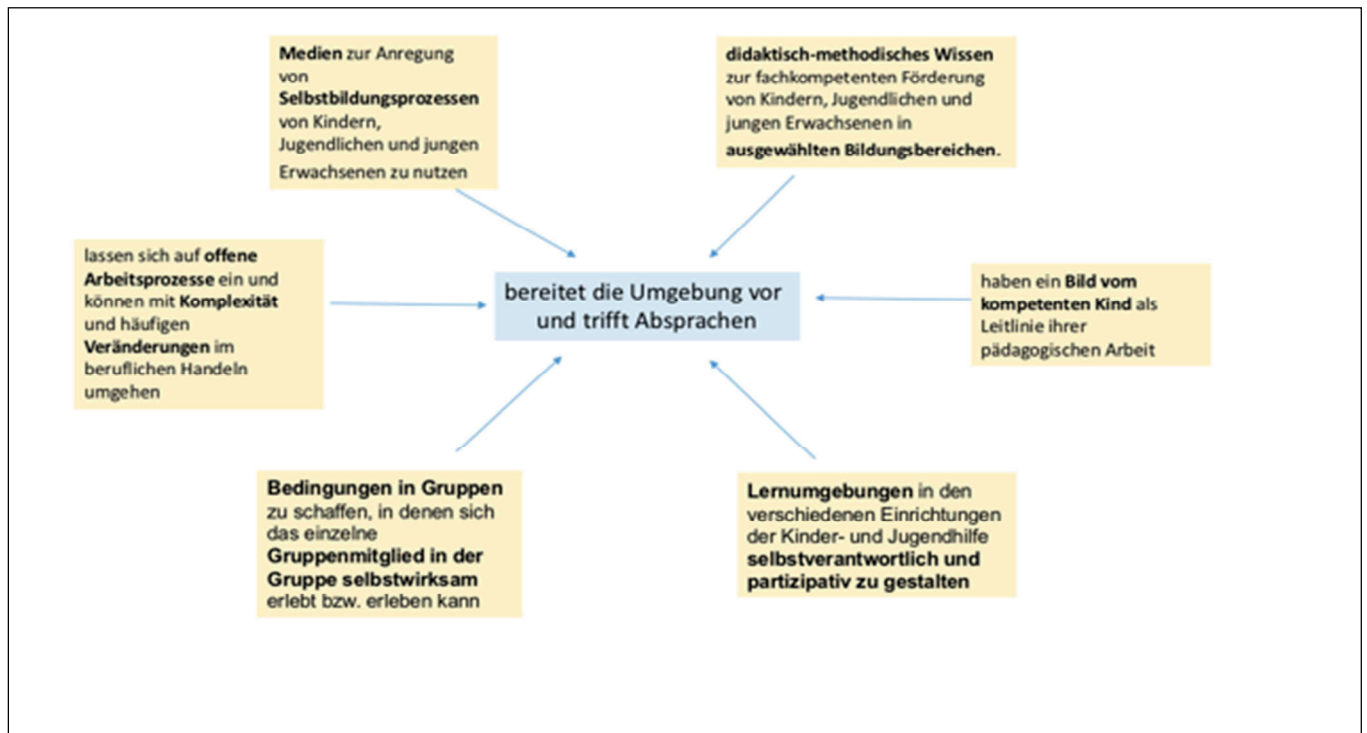 Medien zur Anregung
von
Selbstbildungsprozessen
von Kindern,
Jugendlichen und jungen
Erwachsenen zu nutzen
didaktisch-methodisches Wissen
zur fachkompetenten Förderung
von Kindern, Jugendlichen und
jungen Erwachsenen in
ausgewählten Bildungsbereichen.
lassen sich auf offene
Arbeitsprozesse ein und
können mit Komplexität
und häufigen
Veränderungen im
beruflichen Handeln
umgehen
bereitet die Umgebung vor
und trifft Absprachen
haben ein Bild vom
kompetenten Kind als
Leitlinie ihrer
pädagogischen Arbeit
Bedingungen in Gruppen
zu schaffen, in denen sich
das einzelne
Gruppenmitglied in der
Gruppe selbstwirksam
erlebt bzw. erleben kann
Lernumgebungen in den
verschiedenen Einrichtungen
der Kinder- und Jugendhilfe
selbstverantwortlich und
partizipativ zu gestalten